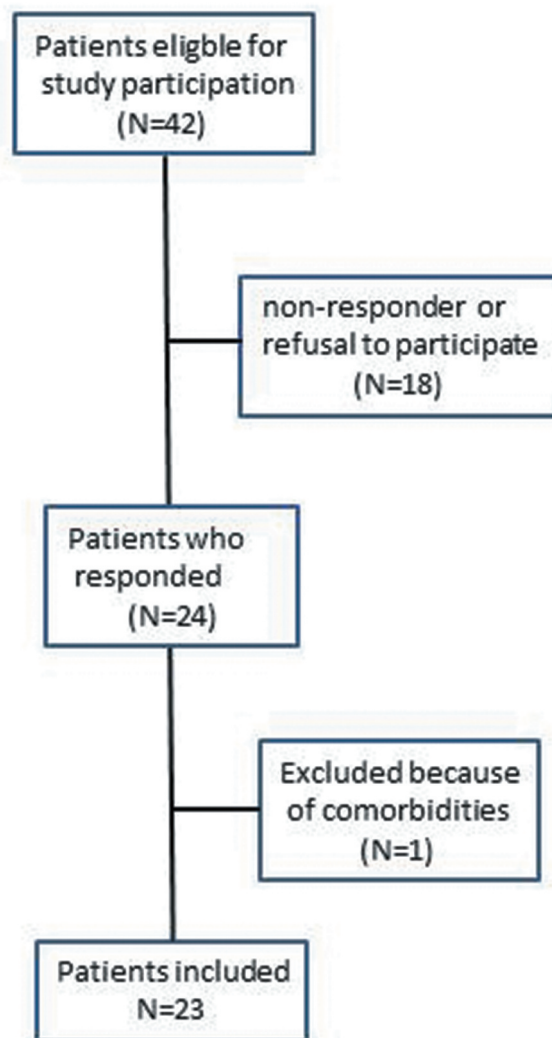 Patients eligble for
study participation
(N=42)
non-responder or
refusal to participate
(N=18)
Patients who
responded
(N=24)
Excluded because
of comorbidities
(N=1)
Patients included
N=23